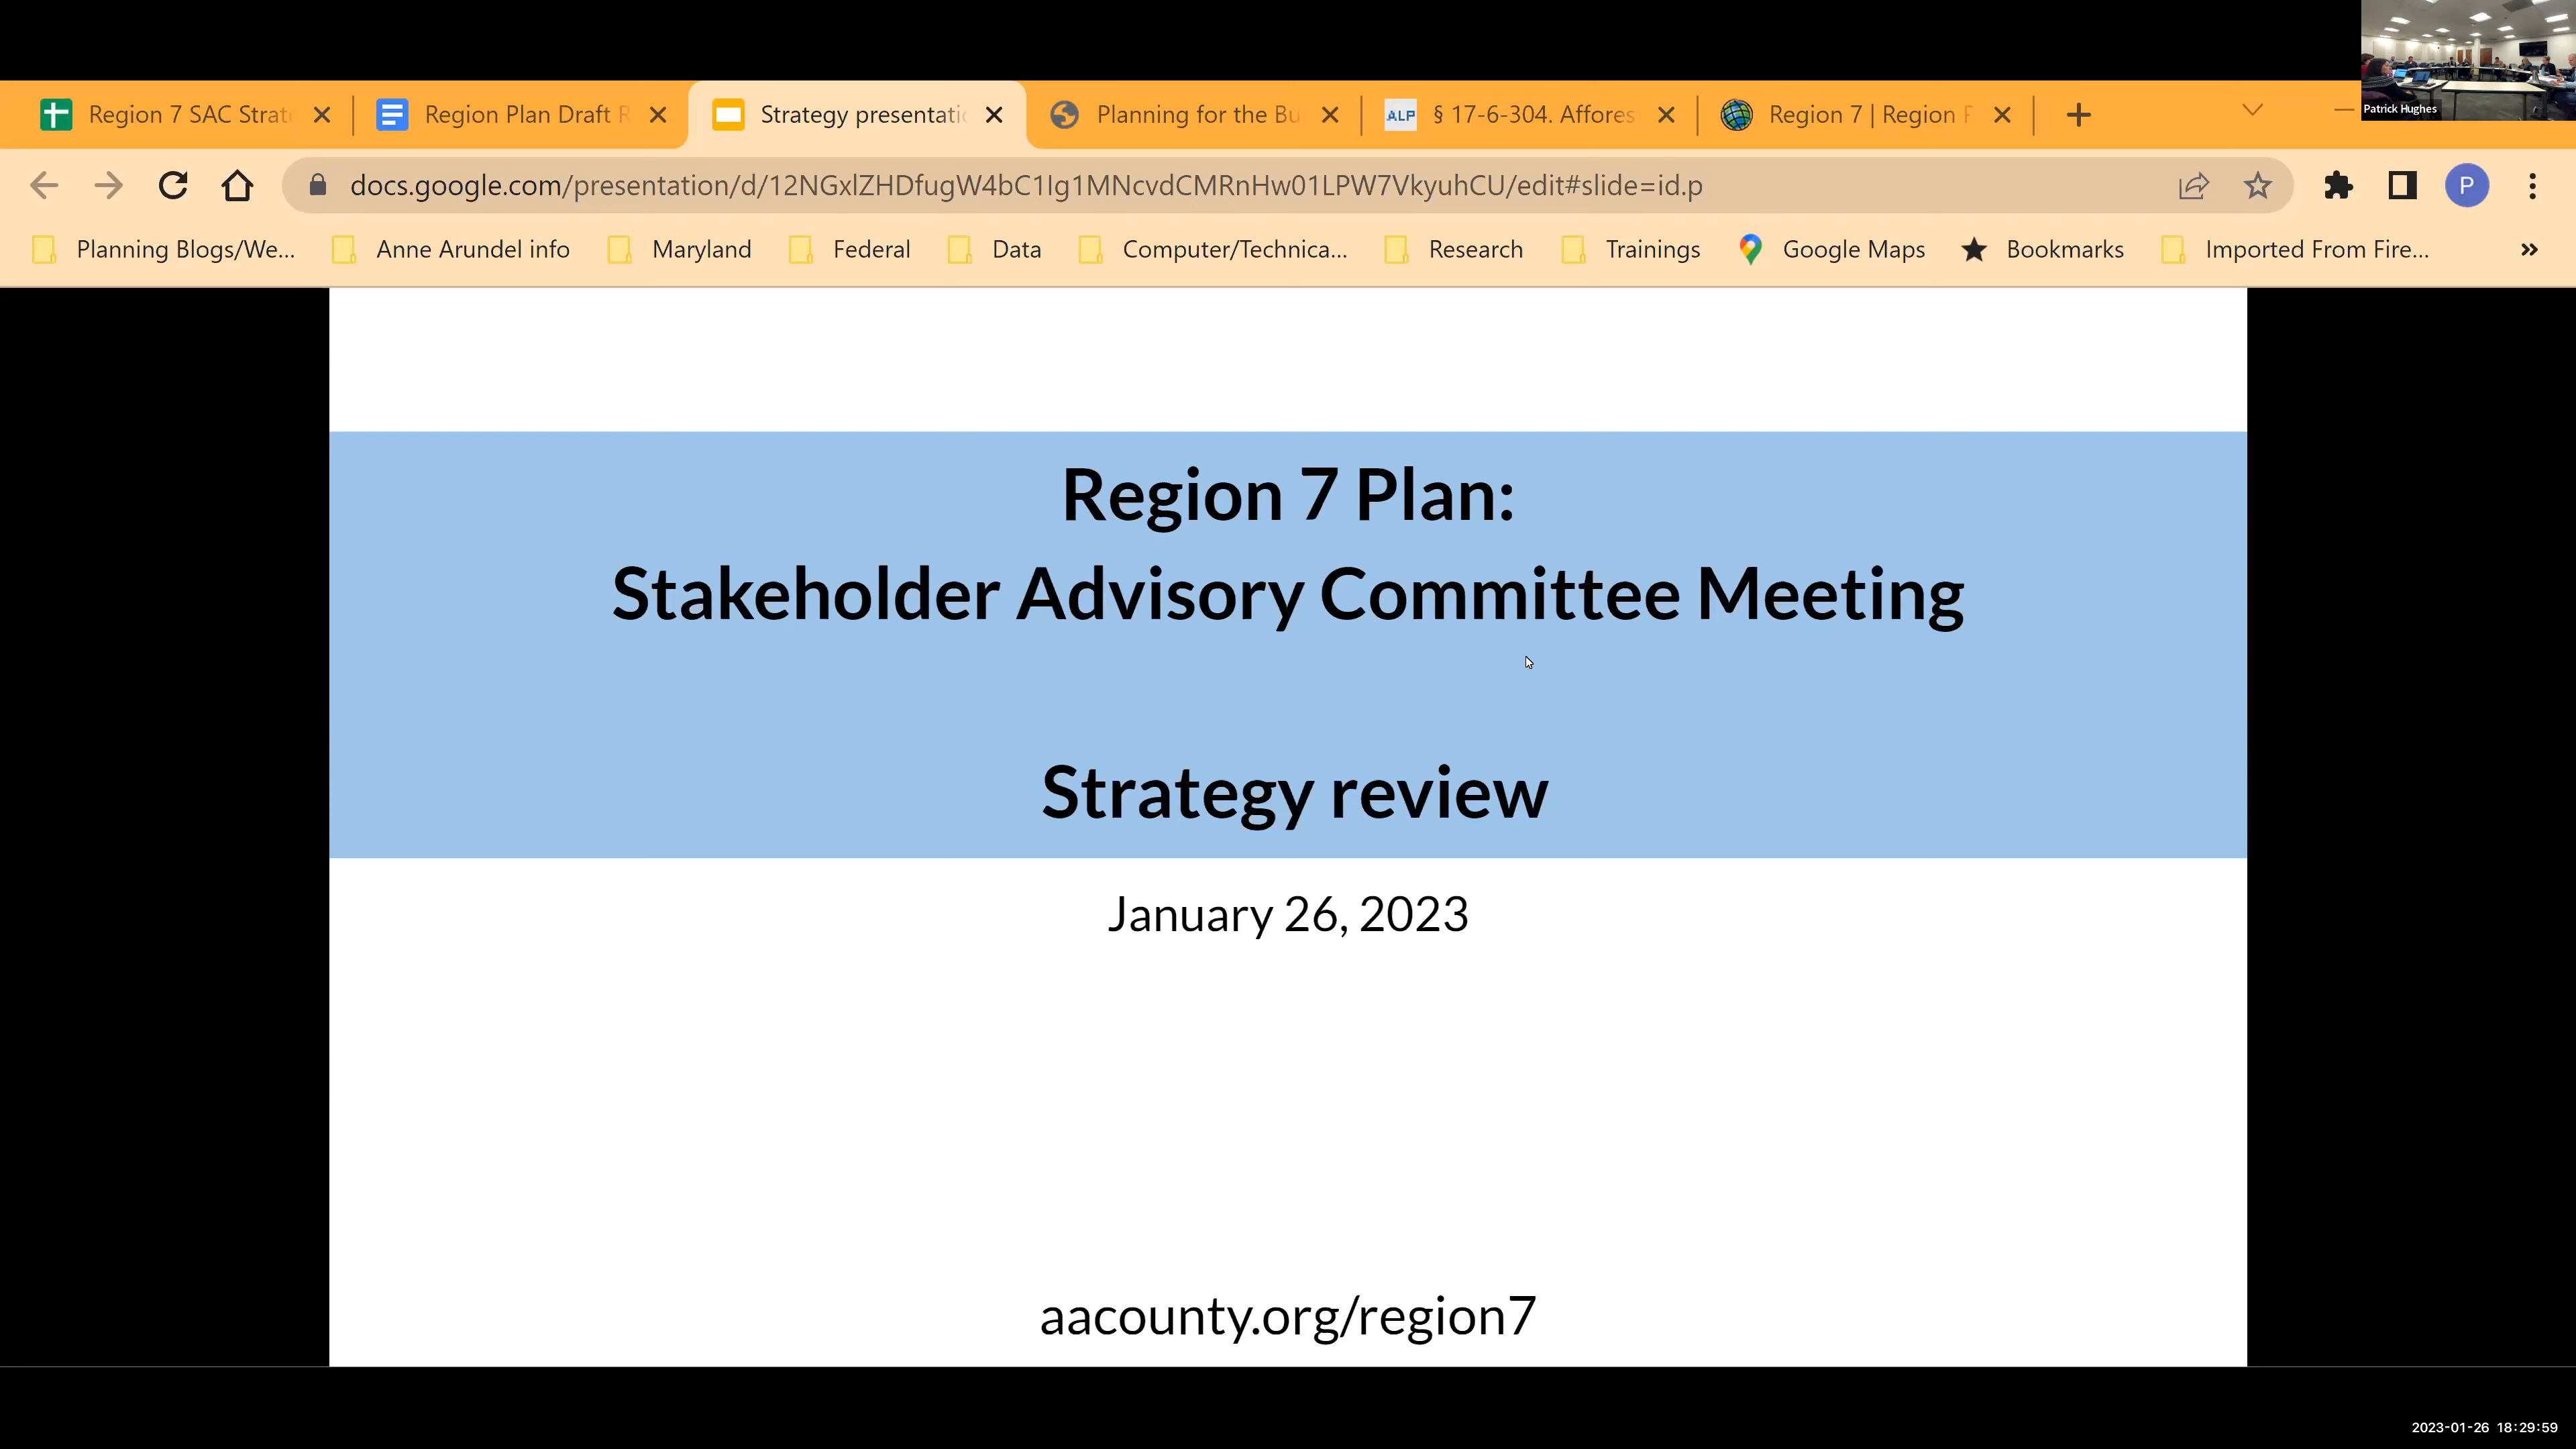 Patrick Hughes
Region 7 SAC Strat
Region Plan Draft R
Strategy presentatio
Planning for the Bu
ALP
§ 17-6-304. Affores
Region 7 | Region P
docs.google.com/presentation/d/12NGxlZHDfugW4bC1Ig1MNcvdCMRnHw01LPW7VkyuhCU/edit#slide=id.p
P
Planning Blogs/We...
Anne Arundel info
Maryland
Federal
Data
Computer/Technica...
Research
Trainings
Google Maps
Bookmarks
Imported From Fire...
Region 7 Plan:
Stakeholder Advisory Committee Meeting
Strategy review
January 26, 2023
aacounty.org/region7
2023-01-26 18:29:59